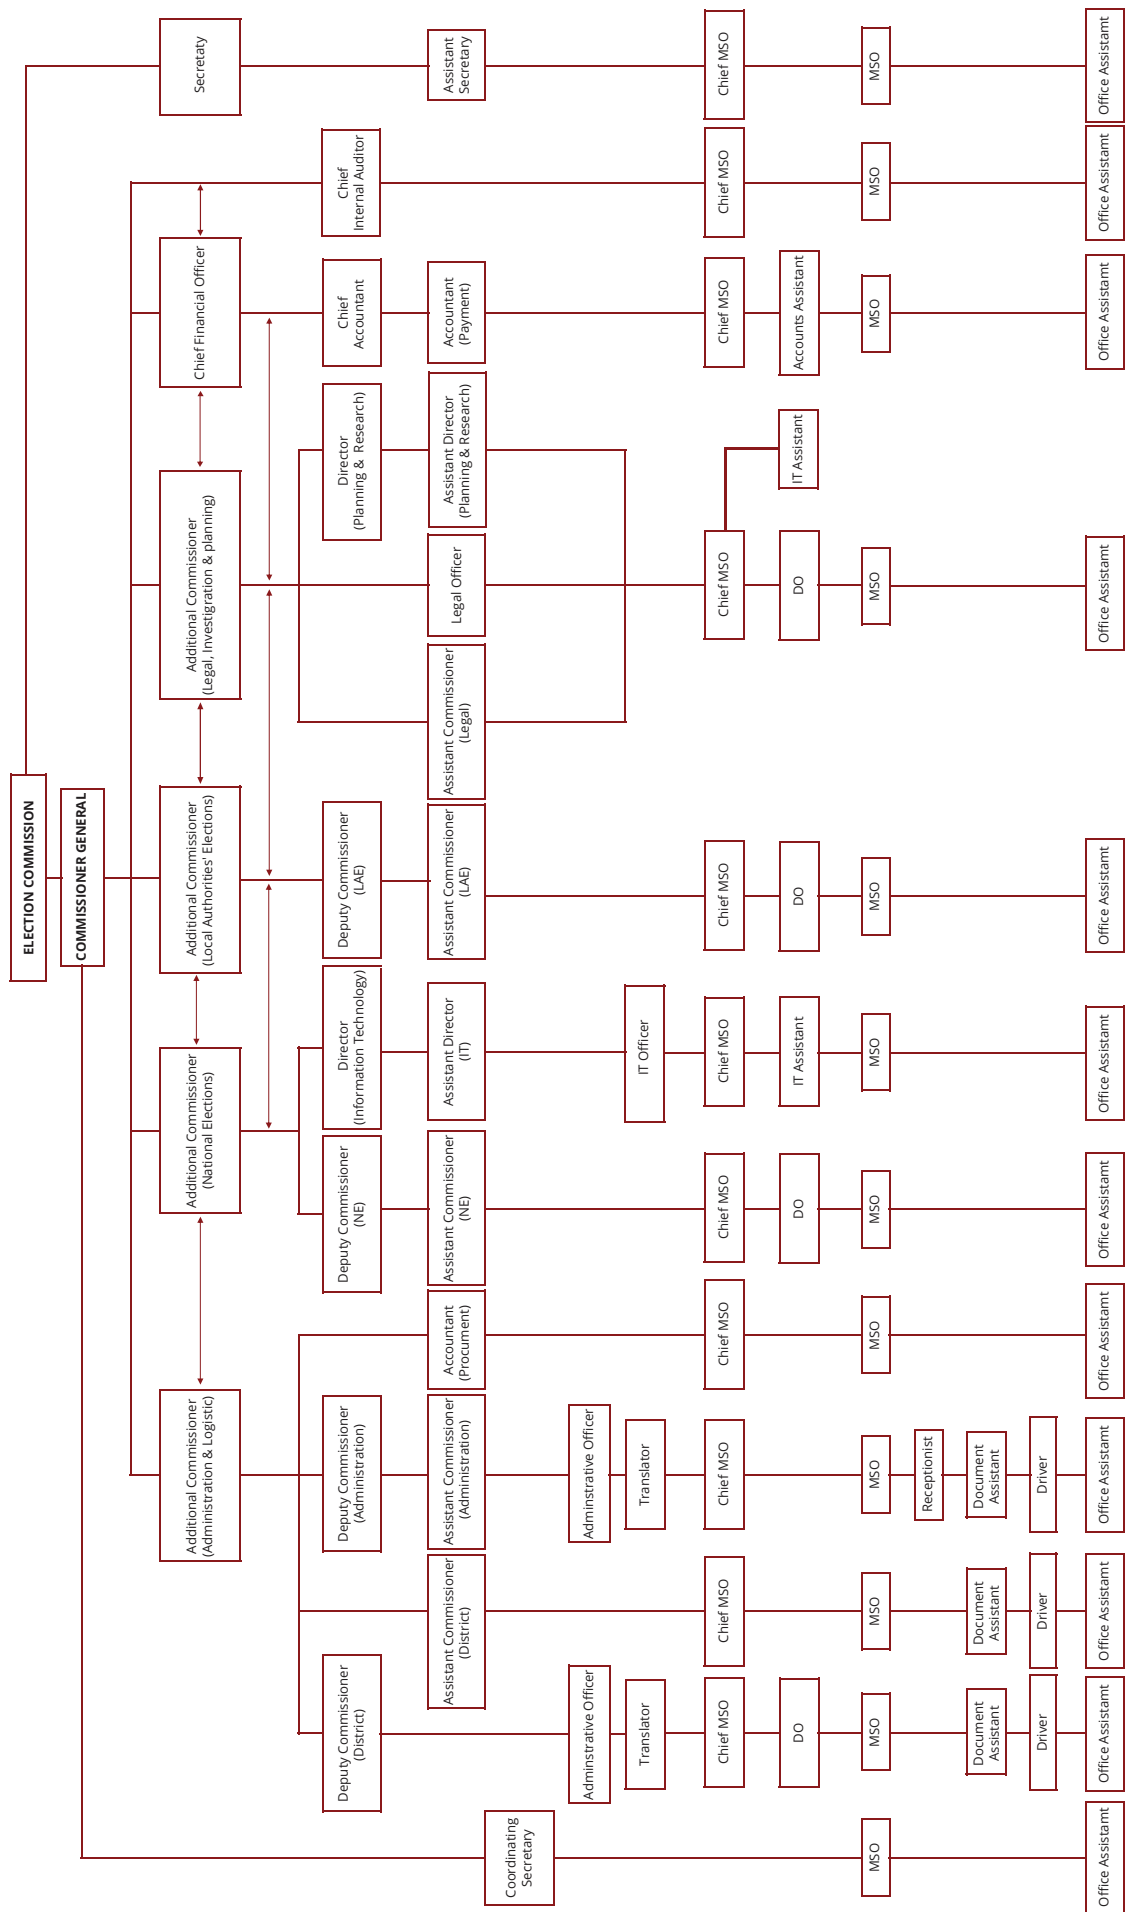 ELECTION COMMISSION
COMMISSIONER GENERAL
Additional Commissioner
(Administration & Logistic)
Additional Commissioner
(National Elections)
Additional Commissioner
(Local Authorities' Elections)
Additional Commissioner
(Legal, Investrigation & planning)
Chief Financial Officer
Secretaty
Deputy Commissioner
(District)
Deputy Commissioner
(Administration)
Deputy Commissioner
(NE)
Director
(Information Technology)
Deputy Commissioner
(LAE)
Director
(Planning & Research)
Chief
Accountant
Chief
Internal Auditor
Assistant Commissioner
(District)
Assistant Commissioner
(Administration)
Accountant
(Procurement)
Assistant Commissioner
(NE)
Assistant Director
(IT)
Assistant Commissioner
(LAE)
Assistant Commissioner
(Legal)
Legal Officer
Assistant Director
(Planning & Research)
Accountant
(Payment)
Assistant
Secretary
Coordinating
Secretary
Adminstrative Officer
Adminstrative Officer
Translator
Translator
IT Officer
Chief MSO
Chief MSO
Chief MSO
Chief MSO
Chief MSO
Chief MSO
Chief MSO
Chief MSO
Chief MSO
Chief MSO
Chief MSO
DO
DO
IT Assistant
DO
DO
IT Assistant
Accounts Assistant
MSO
MSO
MSO
MSO
MSO
MSO
MSO
MSO
MSO
MSO
MSO
MSO
Receptionist
Document
Assistant
Document
Assistant
Document
Assistant
Driver
Driver
Driver
Office Assistamt
Office Assistamt
Office Assistamt
Office Assistamt
Office Assistamt
Office Assistamt
Office Assistamt
Office Assistamt
Office Assistamt
Office Assistamt
Office Assistamt
Office Assistamt